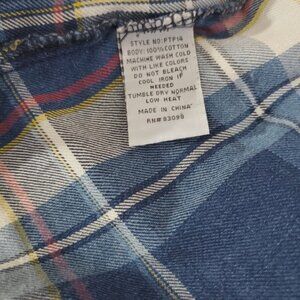 STYLE NO: PTP14
BODY: 100% COTTON
MACHINE WASH COLD
WITH LIKE COLORS
DO NOT BLEACH
COOL IRON IF
NEEDED
TUMBLE DRY NORMAL
LOW HEAT
MADE IN CHINA
RN# 83098